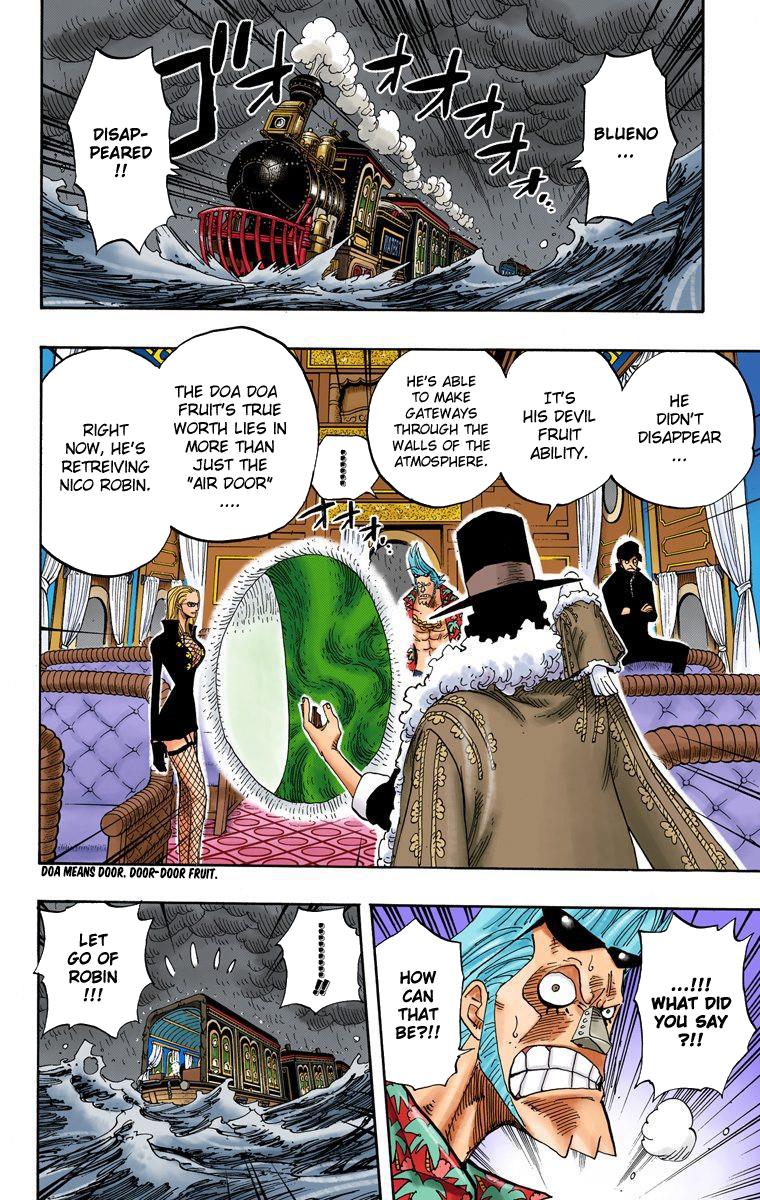 BLUENO
...
DISAP-
PEARED
!!
ゴオオ
オオオオ...
HE
DIDN'T
DISAPPEAR
...
IT'S
HIS DEVIL
FRUIT
ABILITY.
HE'S ABLE
TO MAKE
GATEWAYS
THROUGH THE
WALLS OF THE
ATMOSPHERE.
......
THE DOA DOA
FRUIT'S TRUE
WORTH LIES IN
MORE THAN
JUST THE
"AIR DOOR"
....
RIGHT
NOW, HE'S
RETREIVING
NICO ROBIN.
オオオ...
DOA MEANS DOOR. DOOR-DOOR FRUIT.
...!!!
WHAT DID
YOU SAY
?!!
HOW
CAN
THAT
BE?!!
........!!
LET
GO OF
ROBIN
!!!